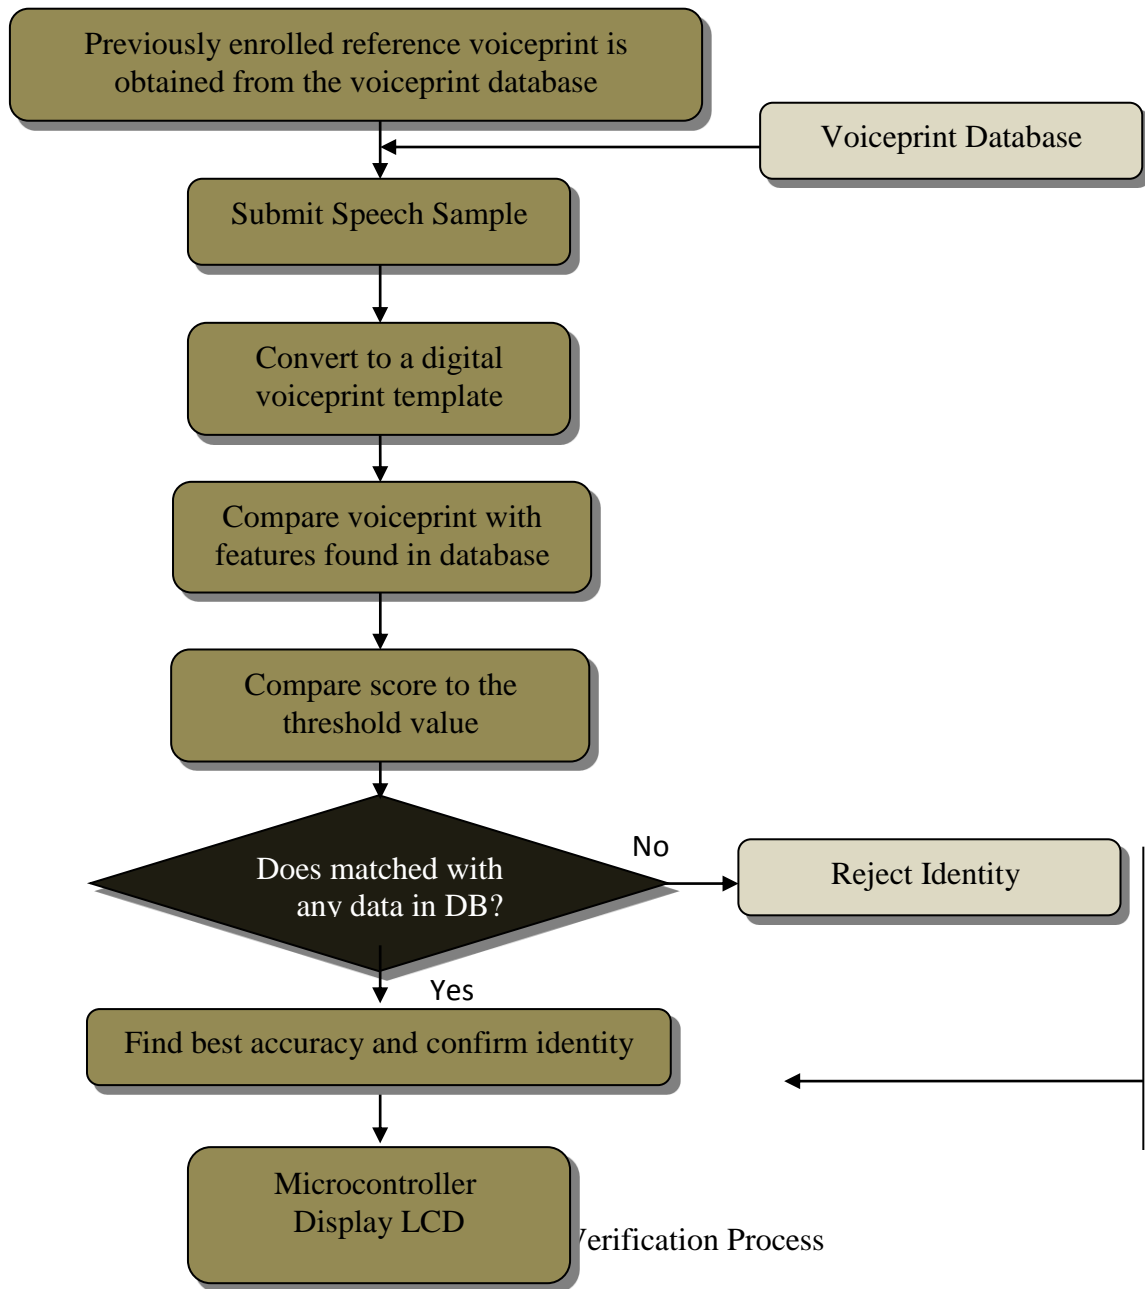 Previously enrolled reference voiceprint is
obtained from the voiceprint database
Voiceprint Database
Submit Speech Sample
Convert to a digital
voiceprint template
Compare voiceprint with
features found in database
Compare score to the
threshold value
Does matched with
any data in DB?
No
Reject Identity
Yes
Find best accuracy and confirm identity
Microcontroller
Display LCD
Verification Process